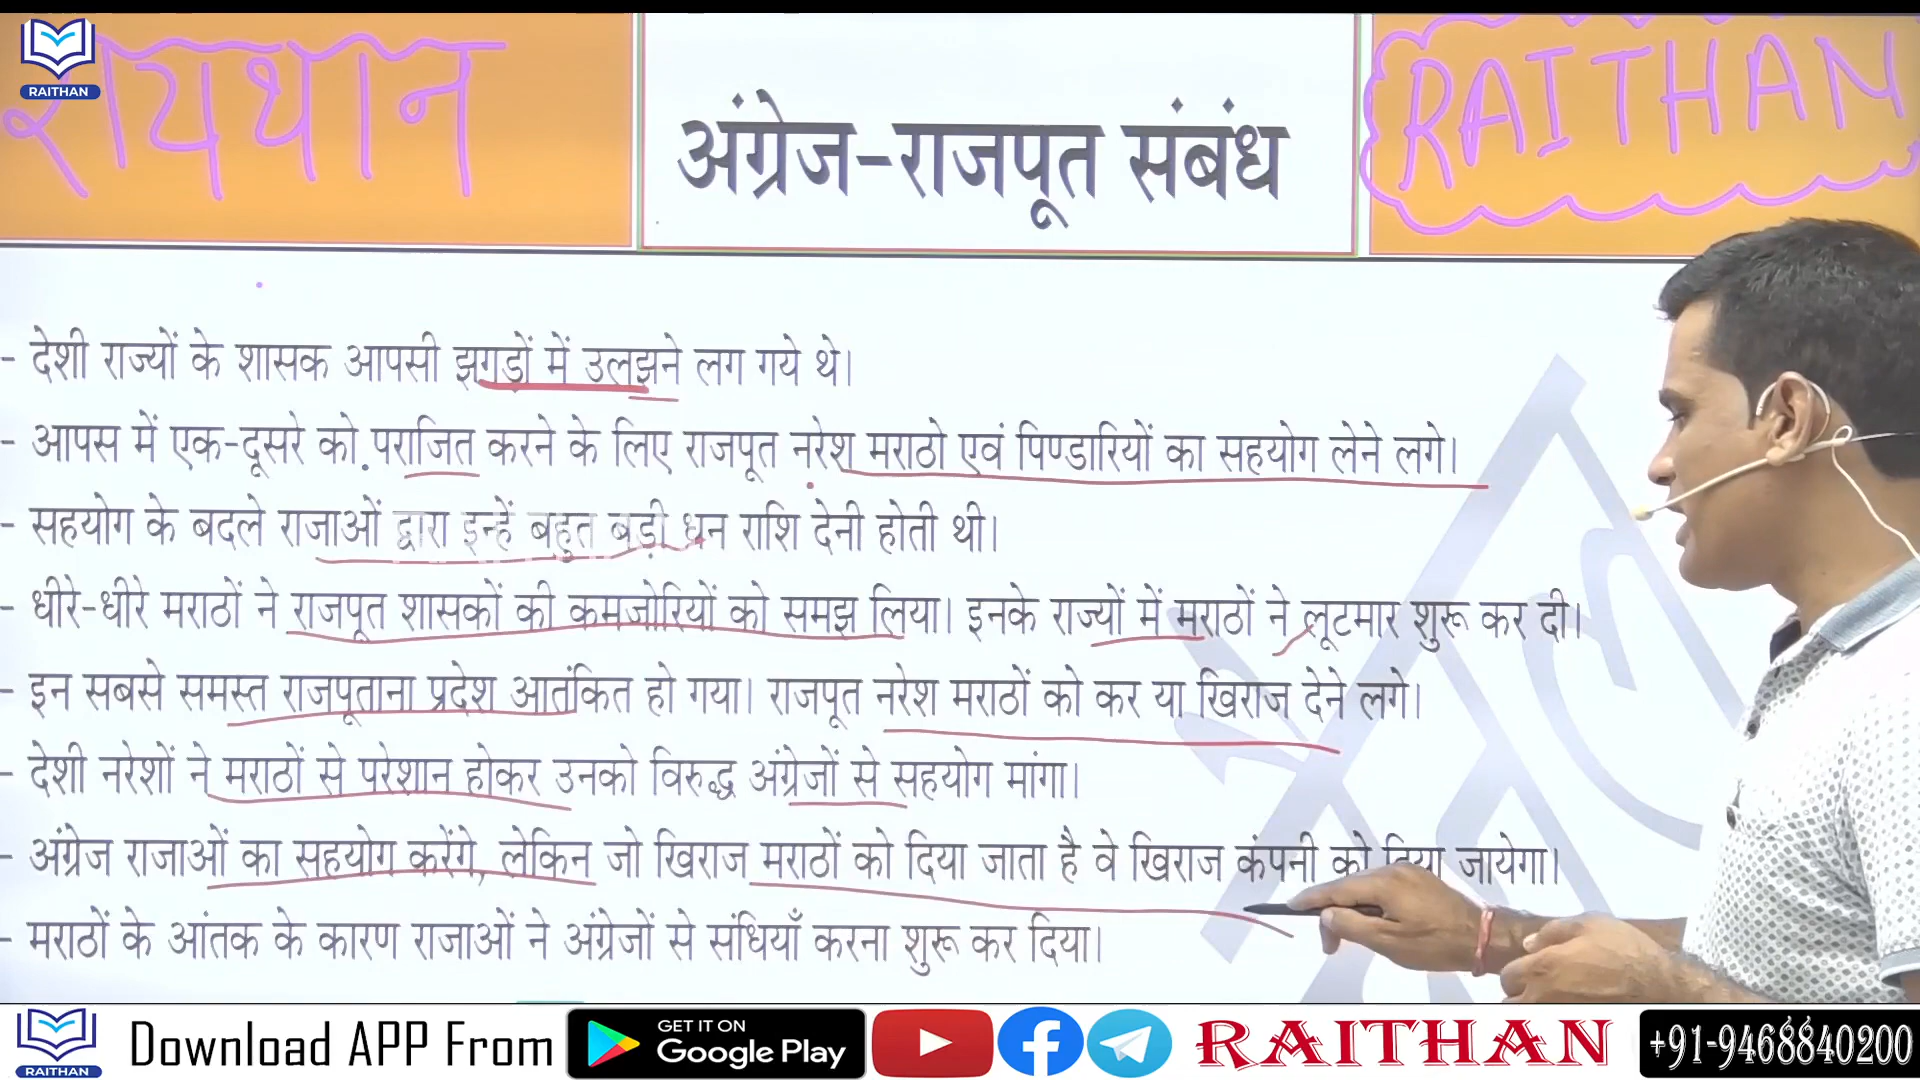 RAITHAN
रायथान
अंग्रेज-राजपूत संबंध
RAITHAN
- देशी राज्यों के शासक आपसी झगड़ों में उलझने लग गये थे।
- आपस में एक-दूसरे को पराजित करने के लिए राजपूत नरेश मराठो एवं पिण्डारियों का सहयोग लेने लगे।
- सहयोग के बदले राजाओं द्वारा इन्हें बहुत बड़ी धन राशि देनी होती थी।
- धीरे-धीरे मराठों ने राजपूत शासकों की कमजोरियों को समझ लिया। इनके राज्यों में मराठों ने लूटमार शुरू कर दी।
- इन सबसे समस्त राजपूताना प्रदेश आतंकित हो गया। राजपूत नरेश मराठों को कर या खिराज देने लगे।
- देशी नरेशों ने मराठों से परेशान होकर उनको विरुद्ध अंग्रेजों से सहयोग मांगा।
- अंग्रेज राजाओं का सहयोग करेंगे, लेकिन जो खिराज मराठों को दिया जाता है वे खिराज कंपनी को दिया जायेगा।
- मराठों के आंतक के कारण राजाओं ने अंग्रेजों से संधियाँ करना शुरू कर दिया।
RAITHAN
Download APP From
GET IT ON
Google Play
RAITHAN
+91-9468840200